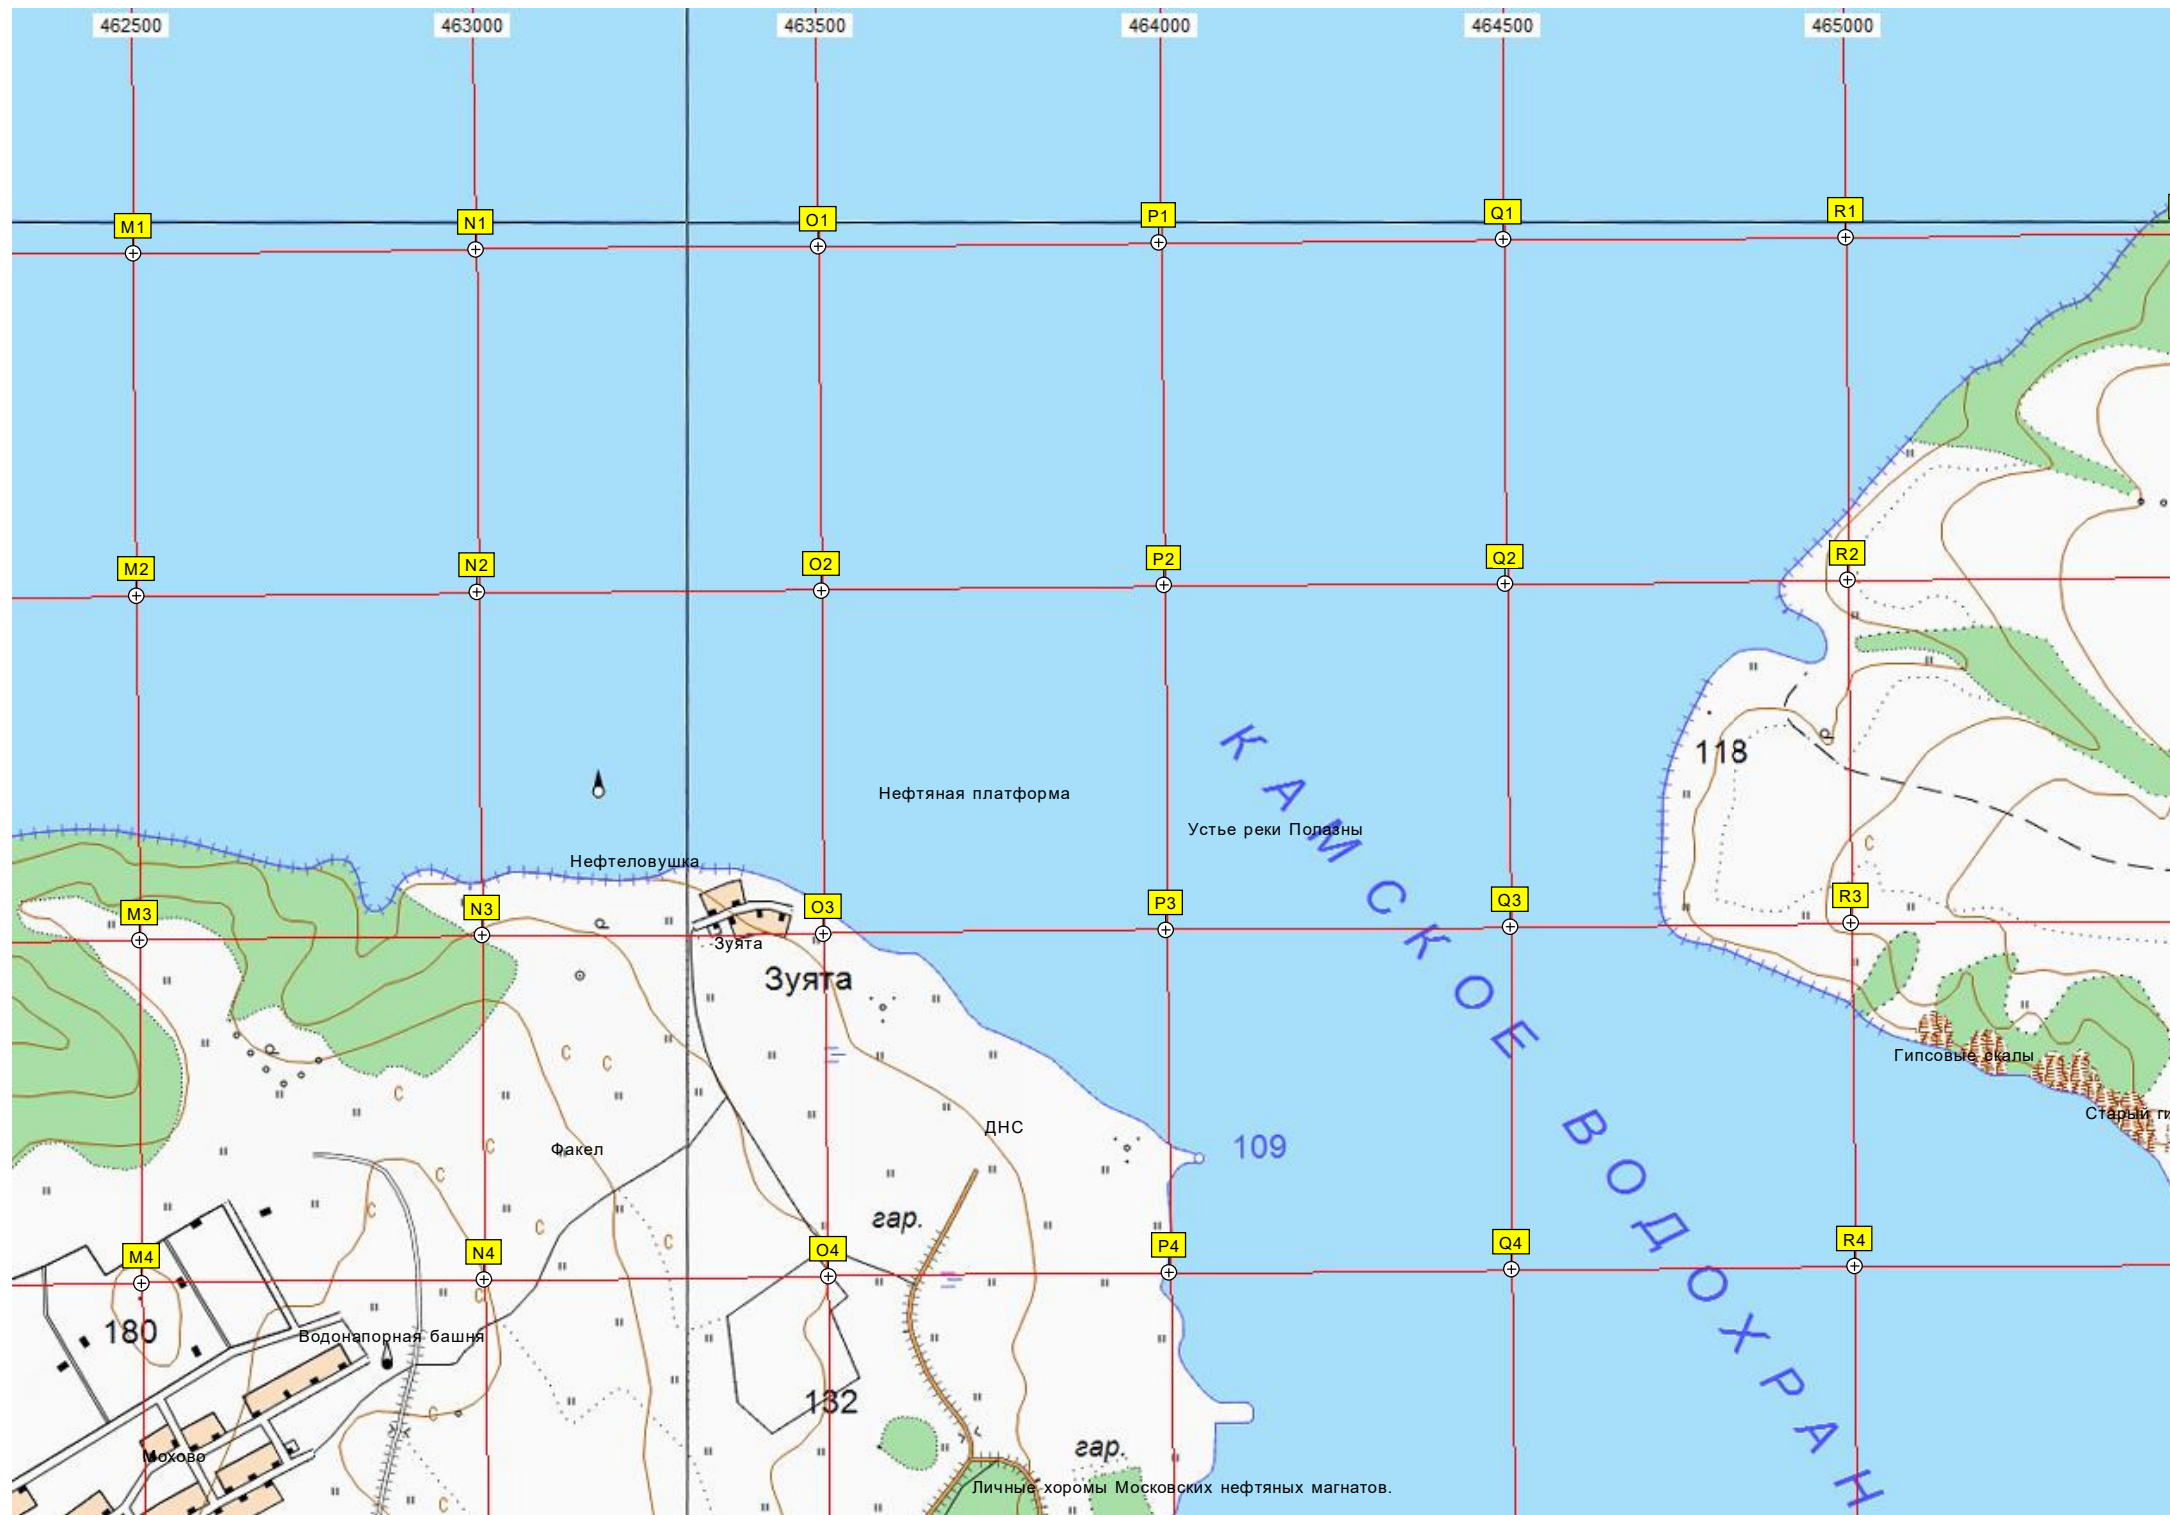 462500 463000 463500 464000 464500 465000
M1 N1 O1 P1 Q1 R1
M2 N2 O2 P2 Q2 R2
118
Нефтяная платформа
Устье реки Полазны
Нефтеловушка
M3 N3 O3 P3 Q3 R3
С
Зуята
Зуята
КАМСКОЕ ВОДОХРАН
Гипсовые скалы
С С
С
Старый ги
ДНС
109
Факел
С
С
С
гар.
С
С
M4 N4 O4 P4 Q4 R4
С
180
Водонапорная башня
132
С
гар.
Мохово
Личные хоромы Московских нефтяных магнатов.
С